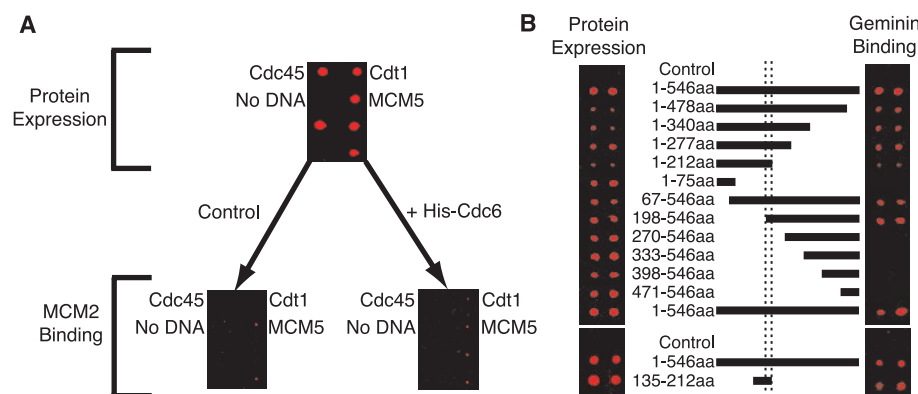 A
Protein
Expression
Cdc45
Cdt1
No DNA
MCM5
Control
+ His-Cdc6
MCM2
Binding
Cdc45
Cdt1
No DNA
MCM5
Cdc45
Cdt1
No DNA
MCM5
B
Protein
Expression
Geminin
Binding
Control
1-546aa
1-478aa
1-340aa
1-277aa
1-212aa
1-75aa
67-546aa
198-546aa
270-546aa
333-546aa
398-546aa
471-546aa
1-546aa
Control
1-546aa
135-212aa